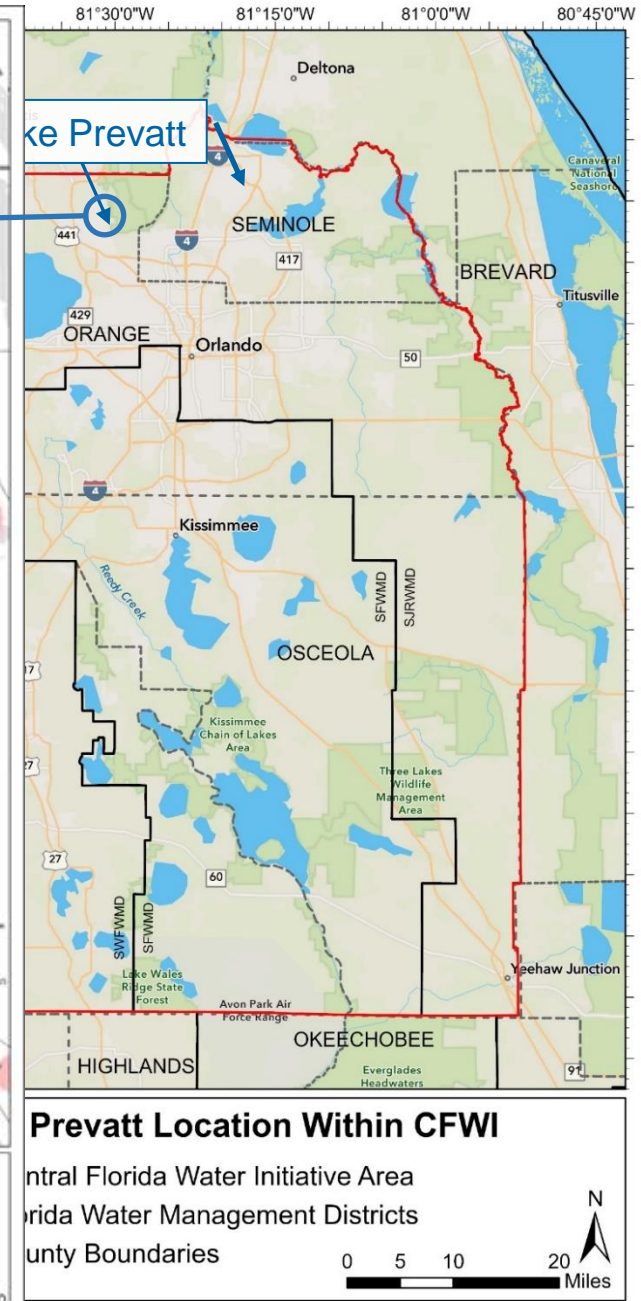 81°30'0"W 81°15'0"W 81°0'0"W 80°45'0"W
Deltona
ke Prevatt
4
Canaveral
National
Seashore
SEMINOLE
441
4
417
BREVARD
Titusville
429
ORANGE
Orlando
50
4
Kissimmee
Reedy Creek
SFWMD
SJRWMD
OSCEOLA
17
Kissimmee
Chain of Lakes
Area
27
Three Lakes
Wildlife
Management
Area
27
60
SWFWMD
SFWMD
Yeehaw Junction
Lake Wales
Ridge State
Forest
Avon Park Air
Force Range
OKEECHOBEE
HIGHLANDS
Everglades
Headwaters
91
Prevatt Location Within CFWI
ntral Florida Water Initiative Area
orida Water Management Districts
unty Boundaries
N
0 5 10 20
Miles